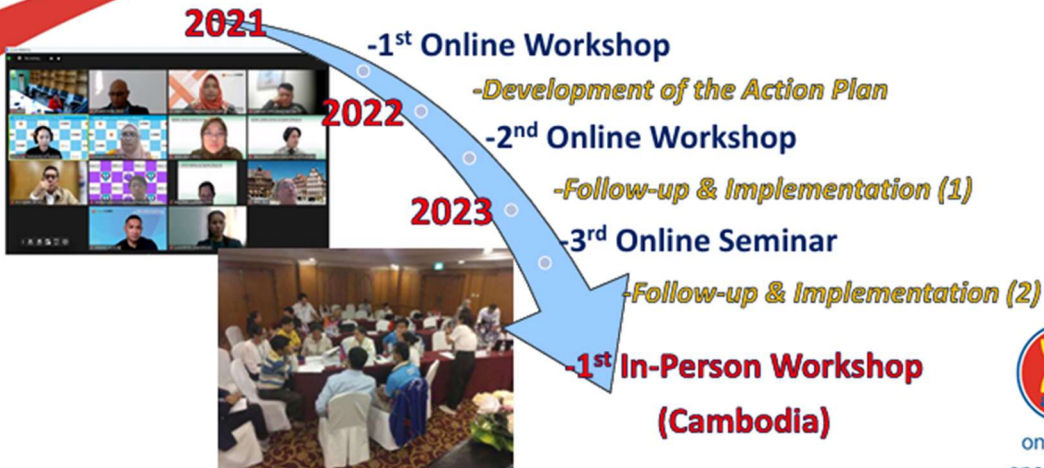 2021
-1st Online Workshop
-Development of the Action Plan
2022
-2nd Online Workshop
-Follow-up & Implementation (1)
2023
-3rd Online Seminar
-Follow-up & Implementation (2)
-1st In-Person Workshop
(Cambodia)
on